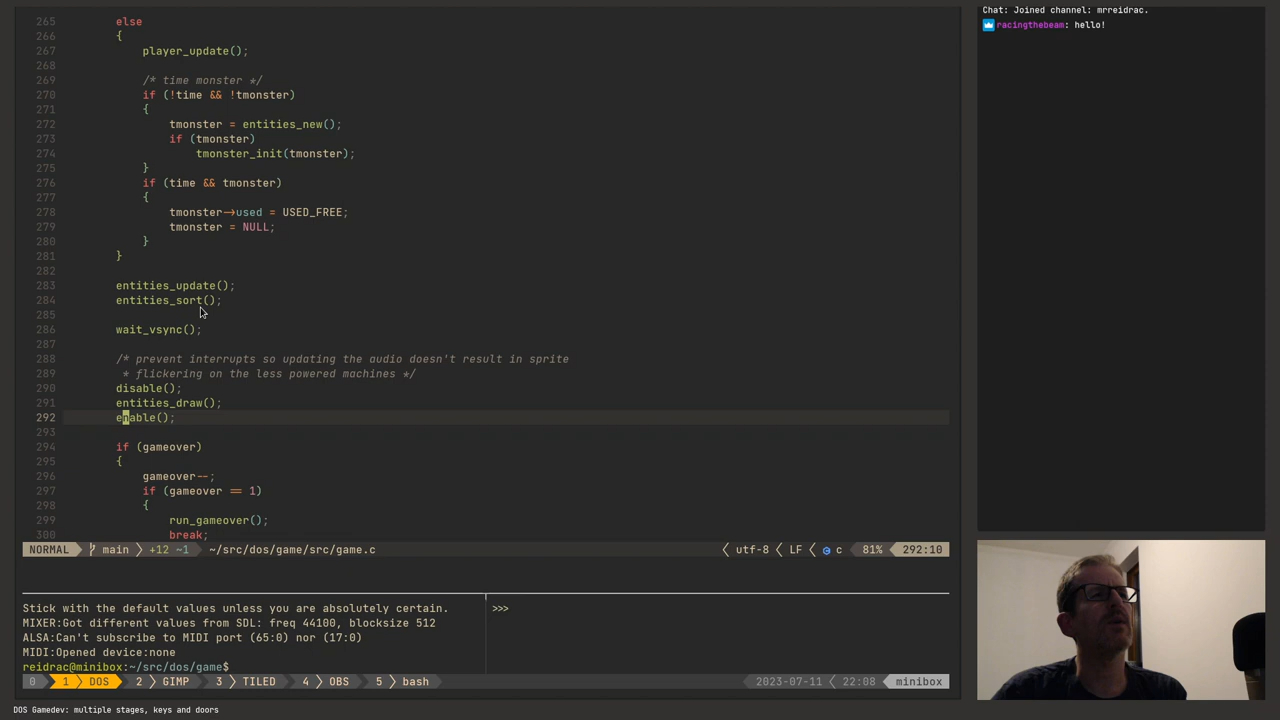 265 else
266 {
267 player_update();
268
269 /* time monster */
270 if (!time && !tmonster)
271 {
272 tmonster = entities_new();
273 if (tmonster)
274 tmonster_init(tmonster);
275 }
276 if (time && tmonster)
277 {
278 tmonster->used = USED_FREE;
279 tmonster = NULL;
280 }
281 }
282
283 entities_update();
284 entities_sort();
285
286 wait_vsync();
287
288 /* prevent interrupts so updating the audio doesn't result in sprite
289 * flickering on the less powered machines */
290 disable();
291 entities_draw();
292 enable();
293
294 if (gameover)
295 {
296 gameover--;
297 if (gameover == 1)
298 {
299 run_gameover();
300 break;
NORMAL main +12 ~1 ~/src/dos/game/src/game.c utf-8 LF c 81% 292:10
Stick with the default values unless you are absolutely certain.
MIXER:Got different values from SDL: freq 44100, blocksize 512
ALSA:Can't subscribe to MIDI port (65:0) nor (17:0)
MIDI:Opened device:none
reidrac@minibox:~/src/dos/game$
>>>
0 1 DOS 2 GIMP 3 TILED 4 OBS 5 bash 2023-07-11 22:08 minibox
DOS Gamedev: multiple stages, keys and doors
Chat: Joined channel: mrreidrac.
racingthebeam: hello!